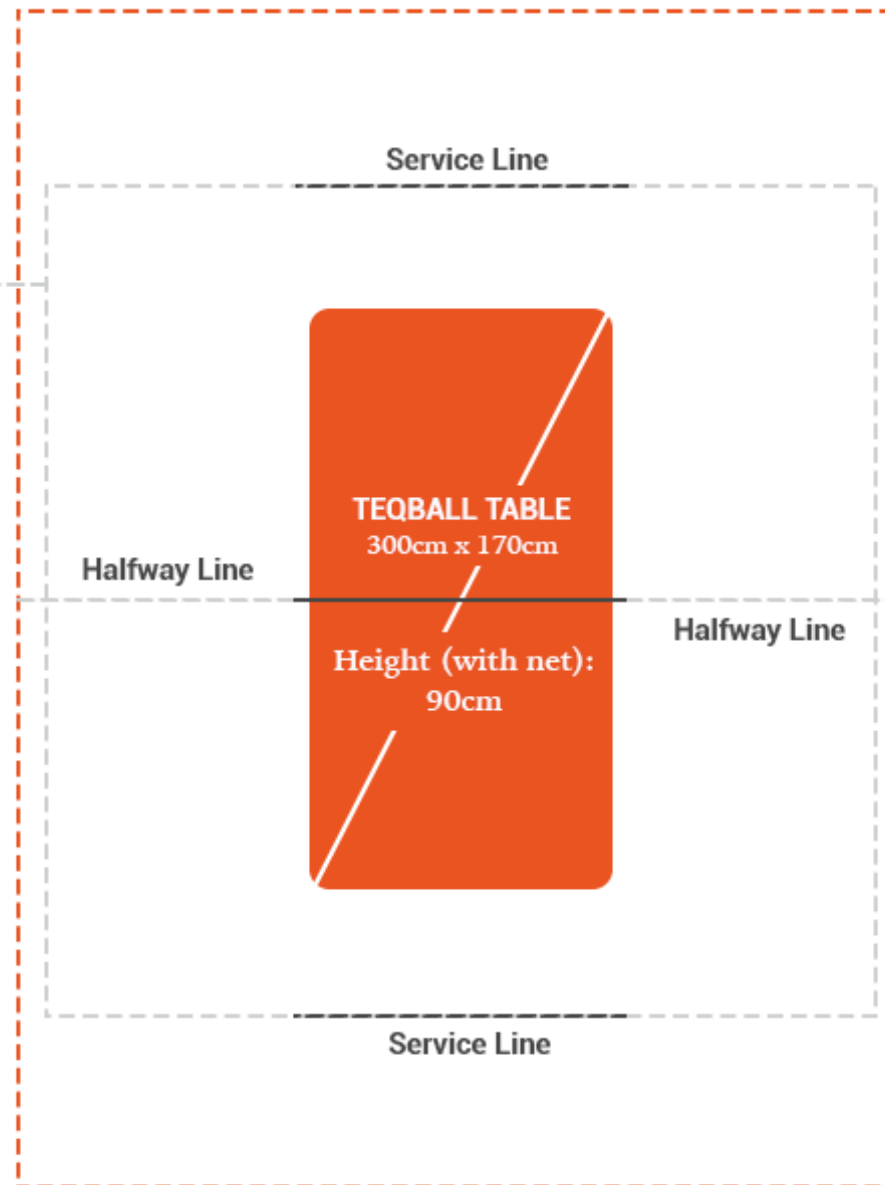 Service Line
TEQBALL TABLE
300cm x 170cm
Halfway Line
Halfway Line
Height (with net):
90cm
Service Line